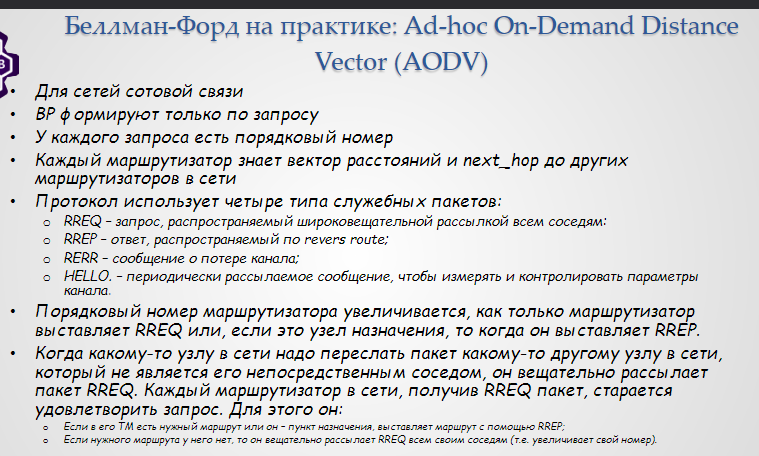 Беллман-Форд на практике: Ad-hoc On-Demand Distance
Vector (AODV)
• Для сетей сотовой связи
• ВР формируют только по запросу
• У каждого запроса есть порядковый номер
• Каждый маршрутизатор знает вектор расстояний и next_hop до других
маршрутизаторов в сети
• Протокол использует четыре типа служебных пакетов:
o RREQ – запрос, распространяемый широковещательной рассылкой всем соседям:
o RREP – ответ, распространяемый по revers route;
o RERR – сообщение о потере канала;
o HELLO. – периодически рассылаемое сообщение, чтобы измерять и контролировать параметры
канала.
• Порядковый номер маршрутизатора увеличивается, как только маршрутизатор
выставляет RREQ или, если это узел назначения, то когда он выставляет RREP.
• Когда какому-то узлу в сети надо переслать пакет какому-то другому узлу в сети,
который не является его непосредственным соседом, он вещательно рассылает
пакет RREQ. Каждый маршрутизатор в сети, получив RREQ пакет, старается
удовлетворить запрос. Для этого он:
o Если в его ТМ есть нужный маршрут или он – пункт назначения, выставляет маршрут с помощью RREP;
o Если нужного маршрута у него нет, то он вещательно рассылает RREQ всем своим соседям (т.е. увеличивает свой номер).